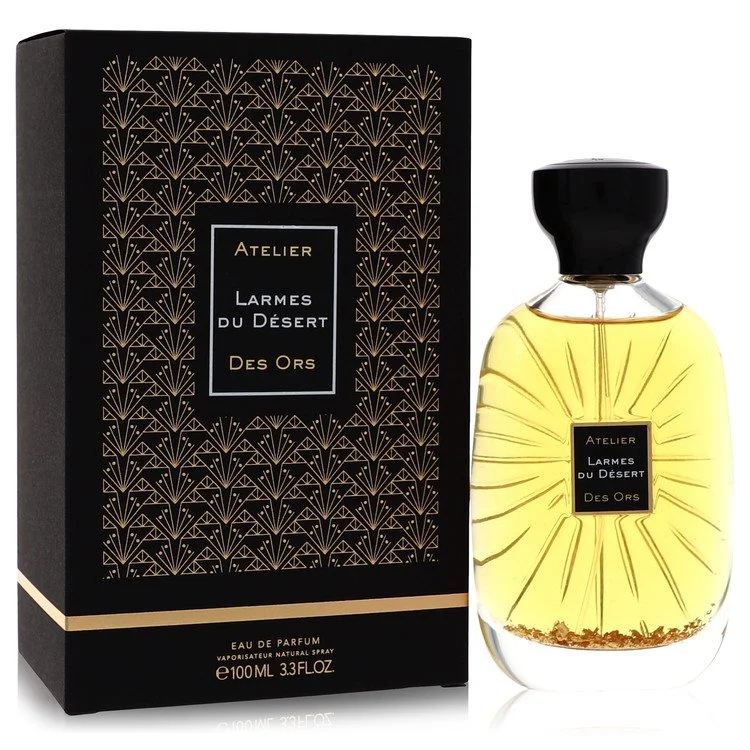 ATELIER
LARMES
DU DÉSERT
DES ORS
EAU DE PARFUM
VAPORISATEUR NATURAL SPRAY
℮100ML 3.3FL.OZ.
ATELIER
LARMES
DU DÉSERT
DES ORS